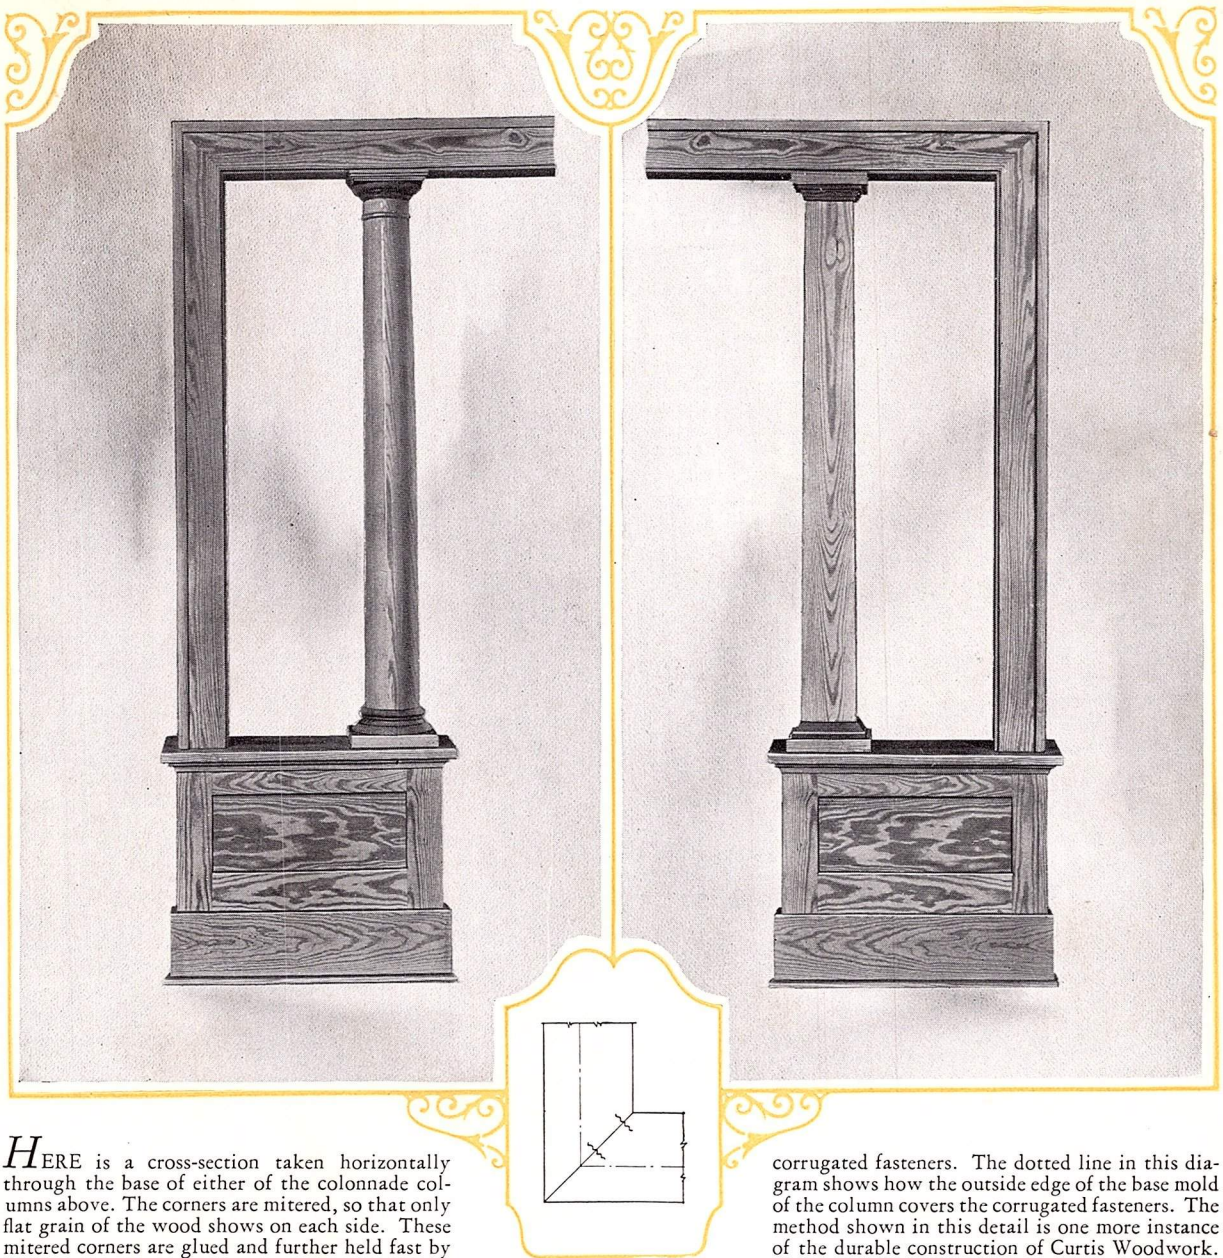 HERE is a cross-section taken horizontally
through the base of either of the colonnade col-
umns above. The corners are mitered, so that only
flat grain of the wood shows on each side. These
mitered corners are glued and further held fast by
corrugated fasteners. The dotted line in this dia-
gram shows how the outside edge of the base mold
of the column covers the corrugated fasteners. The
method shown in this detail is one more instance
of the durable construction of Curtis Woodwork.